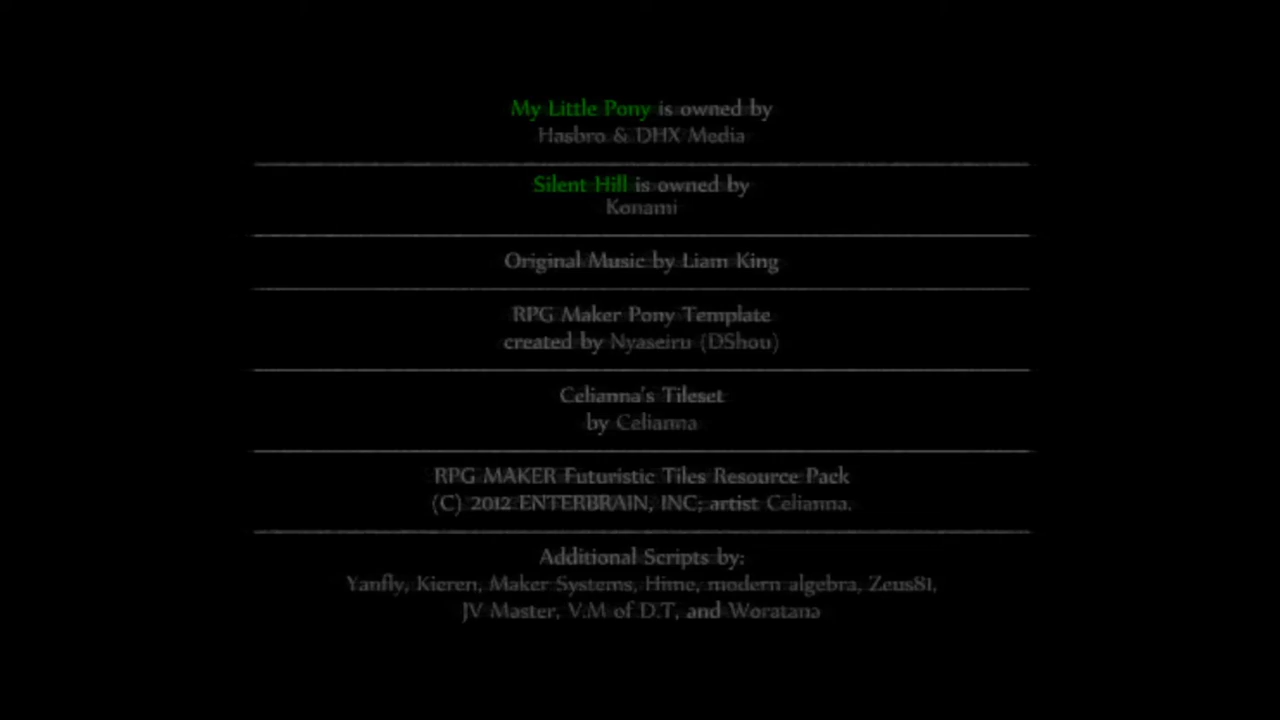 My Little Pony is owned by
Hasbro & DHX Media
Silent Hill is owned by
Konami
Original Music by Liam King
RPG Maker Pony Template
created by Nyaseiru (DShou)
Celianna's Tileset
by Celianna
RPG MAKER Futuristic Tiles Resource Pack
(C) 2012 ENTERBRAIN, INC; artist Celianna.
Additional Scripts by:
Yanfly, Kieren, Maker Systems, Hime, modern algebra, Zeus81,
JV Master, V.M of D.T, and Woratana